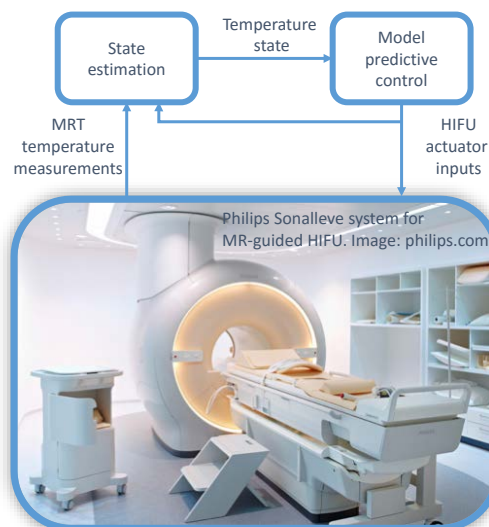 Temperature
state
State
estimation
Model
predictive
control
MRT
temperature
measurements
HIFU
actuator
inputs
Philips Sonalleve system for
MR-guided HIFU. Image: philips.com